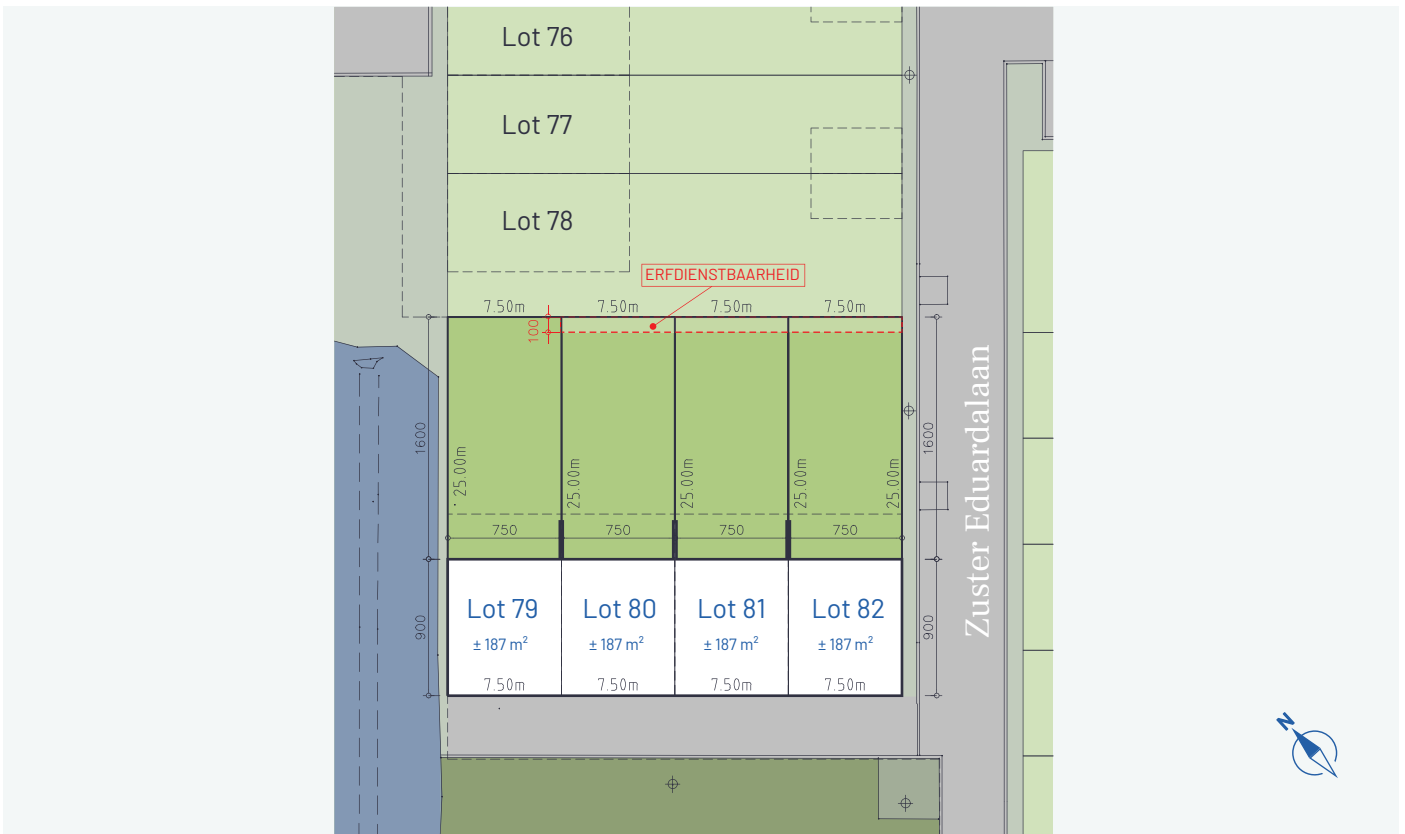 Lot 76
Lot 77
Lot 78
ERFDIENSTBAARHEID
7.50m 7.50m 7.50m 7.50m
100
1600
1600
25.00m 25.00m 25.00m 25.00m 25.00m
750 750 750 750
Lot 79 Lot 80 Lot 81 Lot 82
± 187 m² ± 187 m² ± 187 m² ± 187 m²
900
900
7.50m 7.50m 7.50m 7.50m
Zuster Eduardalaan
N